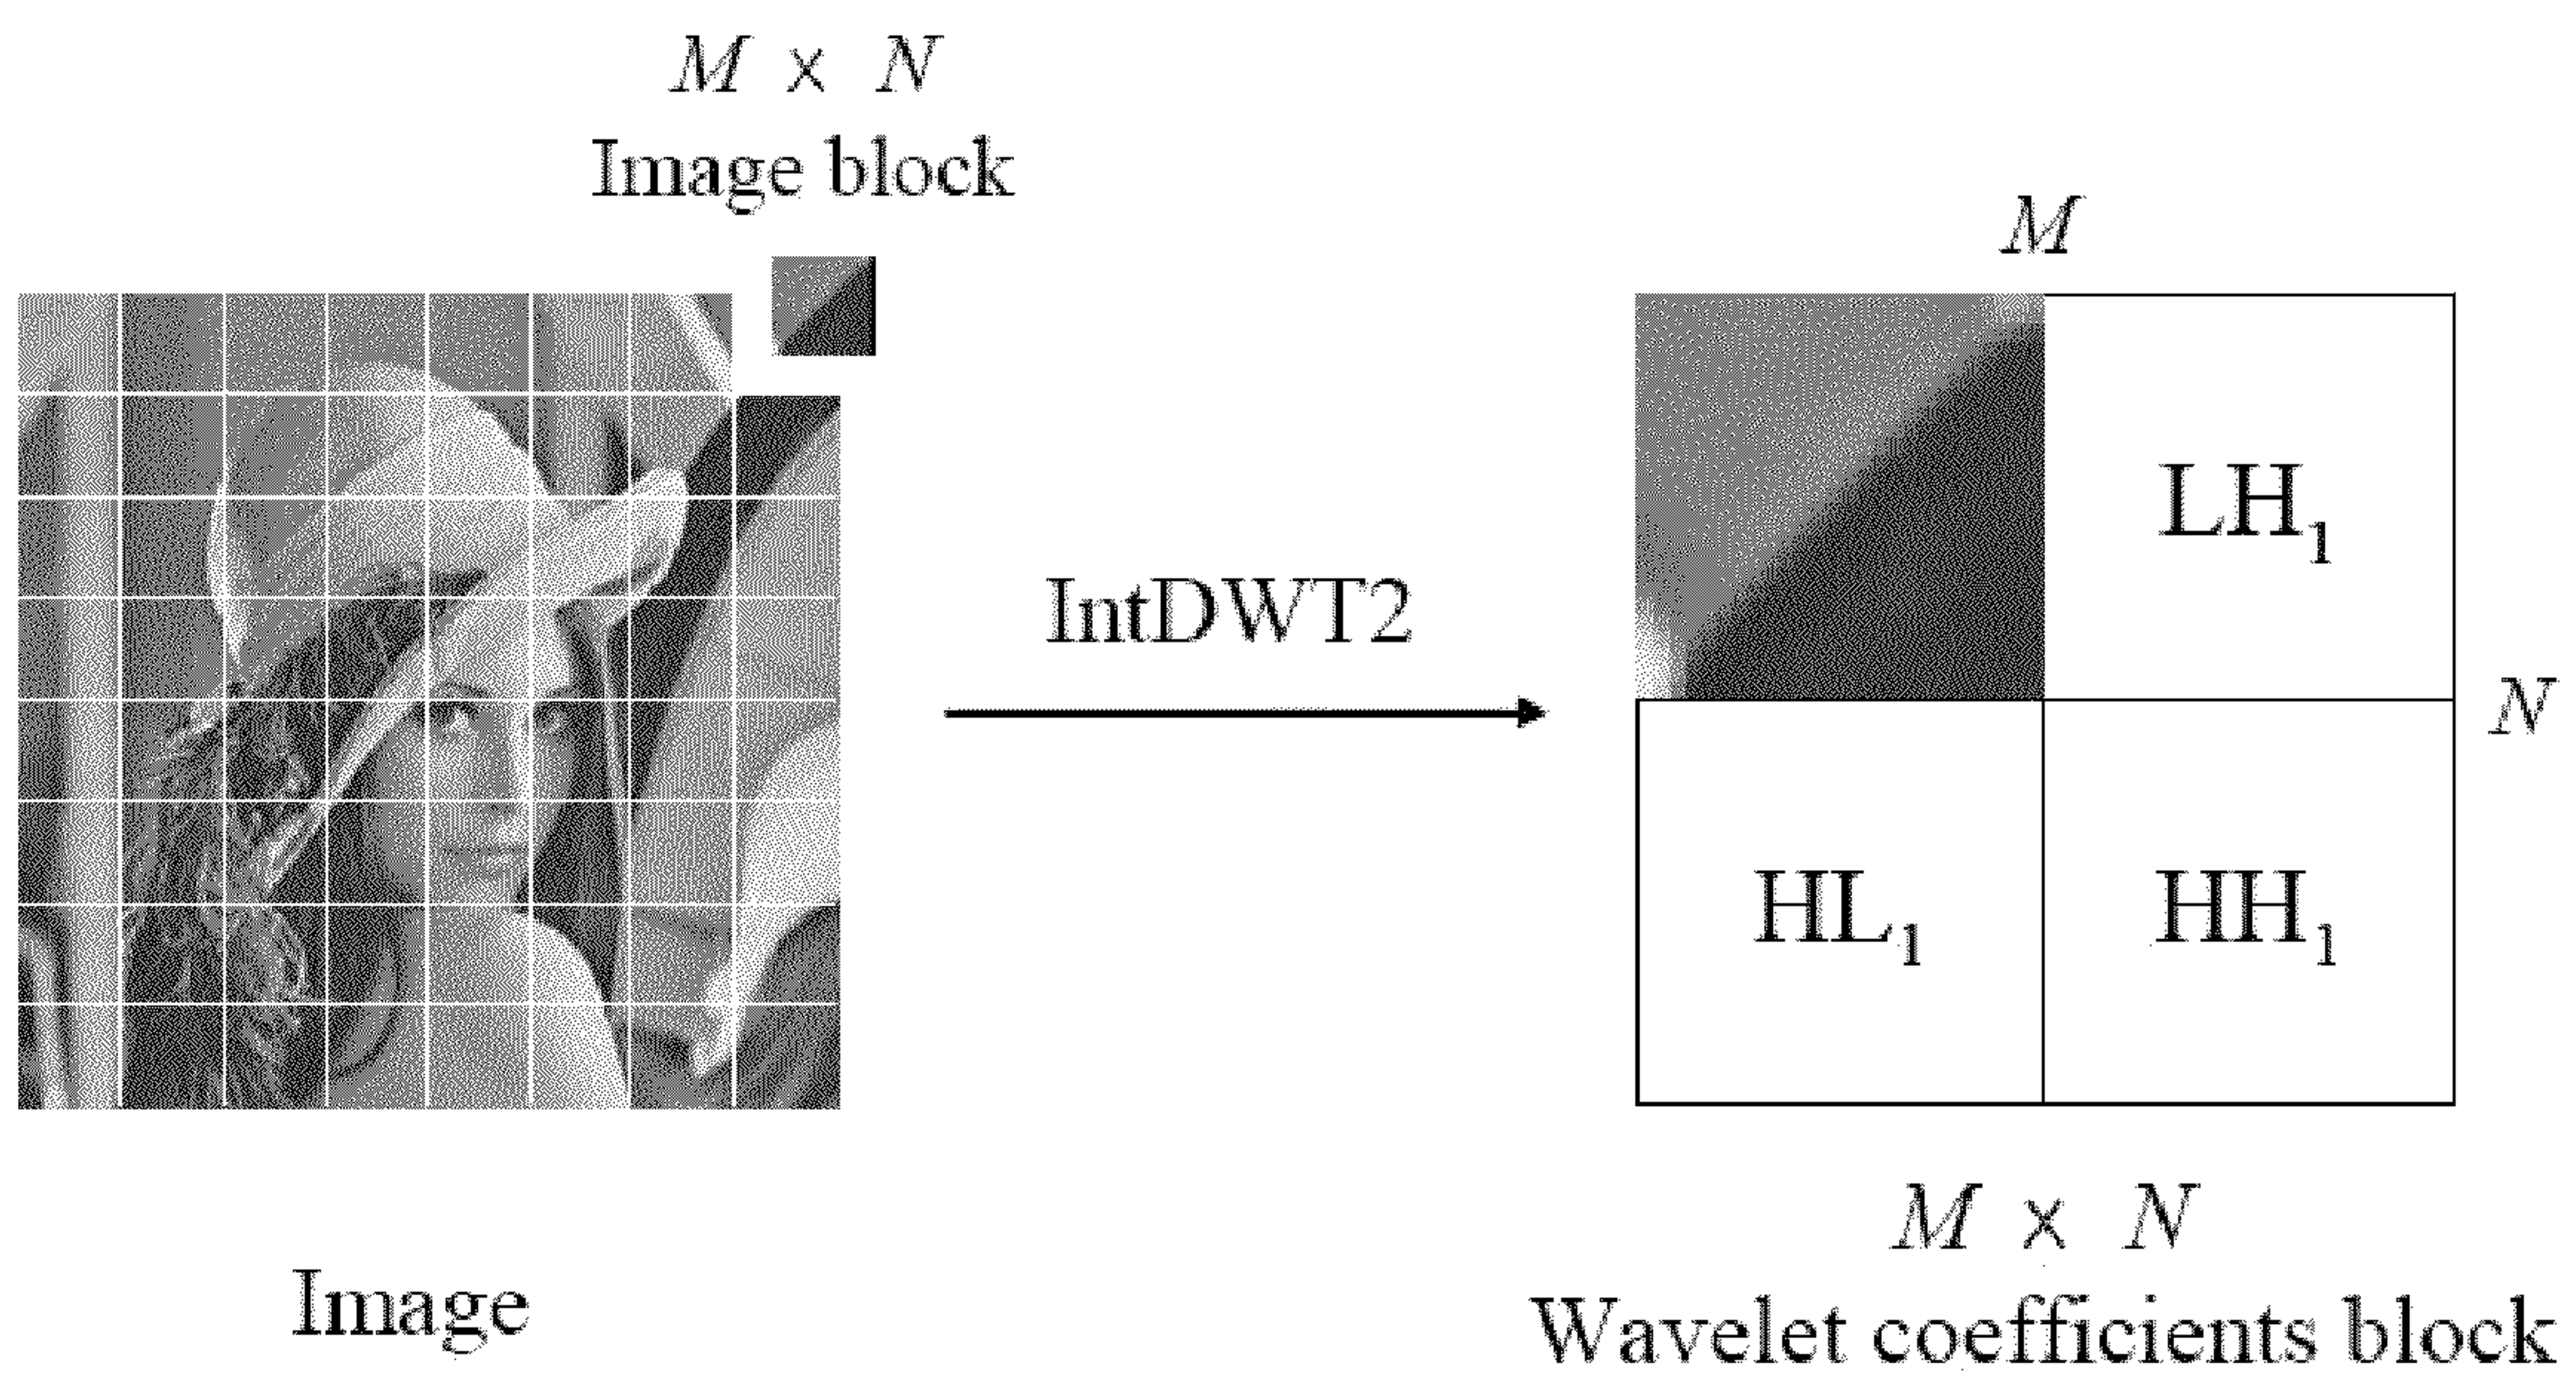 M × N
Image block
M
LH1
IntDWT2
N
HL1
HH1
M × N
Image
Wavelet coefficients block